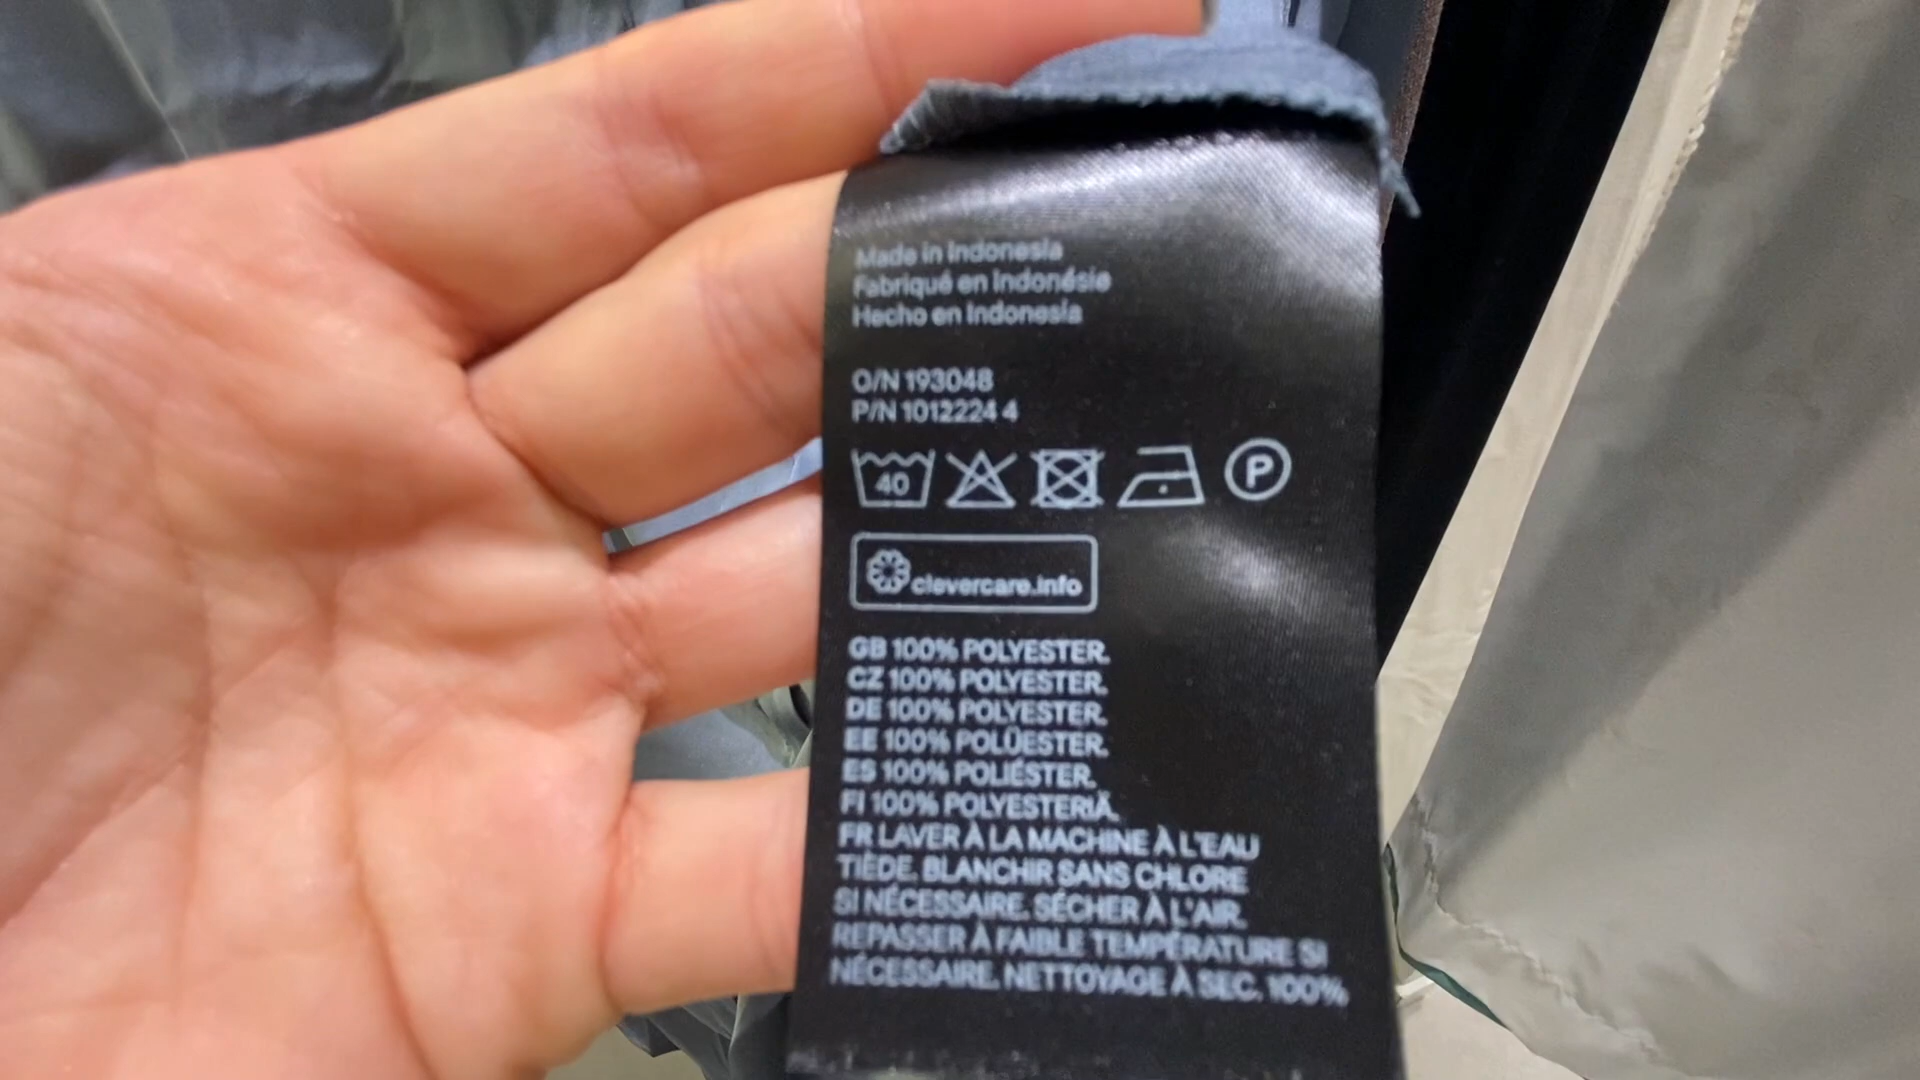 Made in Indonesia
Fabriqué en Indonésie
Hecho en Indonesia
O/N 193048
P/N 1012224 4
40
P
clevercare.info
GB 100% POLYESTER.
CZ 100% POLYESTER.
DE 100% POLYESTER.
EE 100% POLÜESTER.
ES 100% POLIÉSTER.
FI 100% POLYESTERIÄ.
FR LAVER À LA MACHINE À L'EAU
TIÈDE. BLANCHIR SANS CHLORE
SI NÉCESSAIRE. SÉCHER À L'AIR.
REPASSER À FAIBLE TEMPÉRATURE SI
NÉCESSAIRE. NETTOYAGE À SEC. 100%